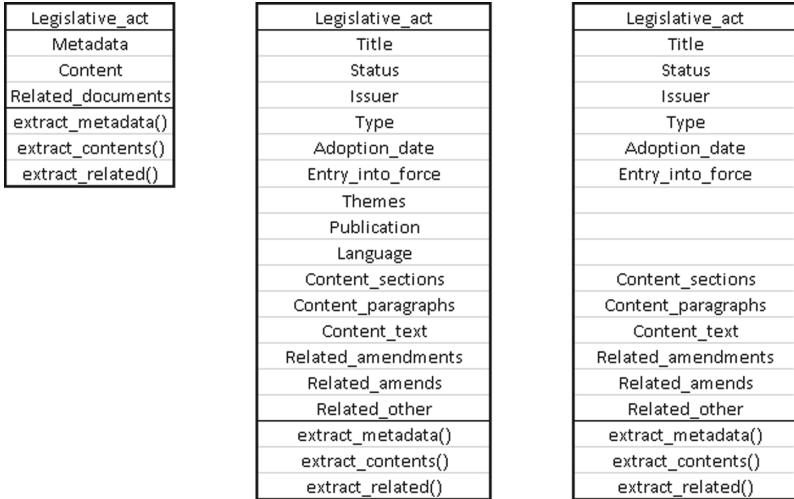 Legislative_act
Metadata
Content
Related_documents
extract_metadata()
extract_contents()
extract_related()
Legislative_act
Title
Status
Issuer
Type
Adoption_date
Entry_into_force
Themes
Publication
Language
Content_sections
Content_paragraphs
Content_text
Related_amendments
Related_amends
Related_other
extract_metadata()
extract_contents()
extract_related()
Legislative_act
Title
Status
Issuer
Type
Adoption_date
Entry_into_force
Content_sections
Content_paragraphs
Content_text
Related_amendments
Related_amends
Related_other
extract_metadata()
extract_contents()
extract_related()